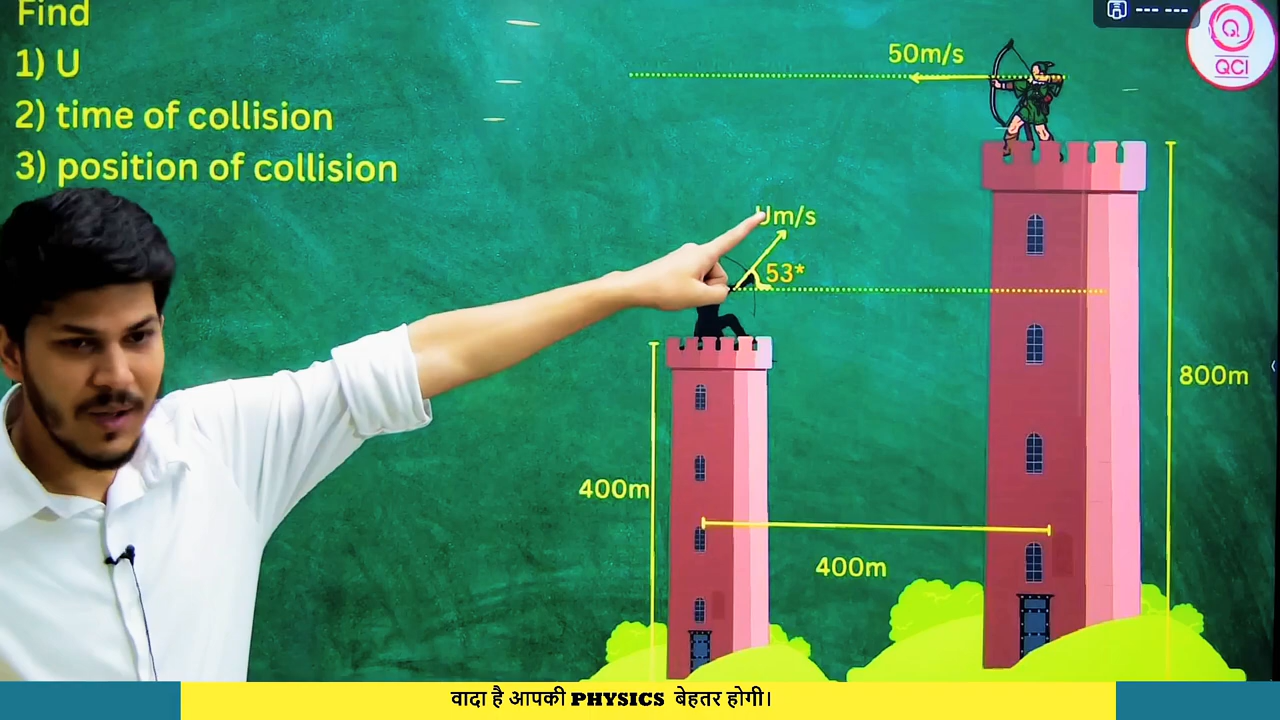 Find
1) U
2) time of collision
3) position of collision
50m/s
QCI
Um/s
53*
800m
400m
400m
वादा है आपकी PHYSICS बेहतर होगी।